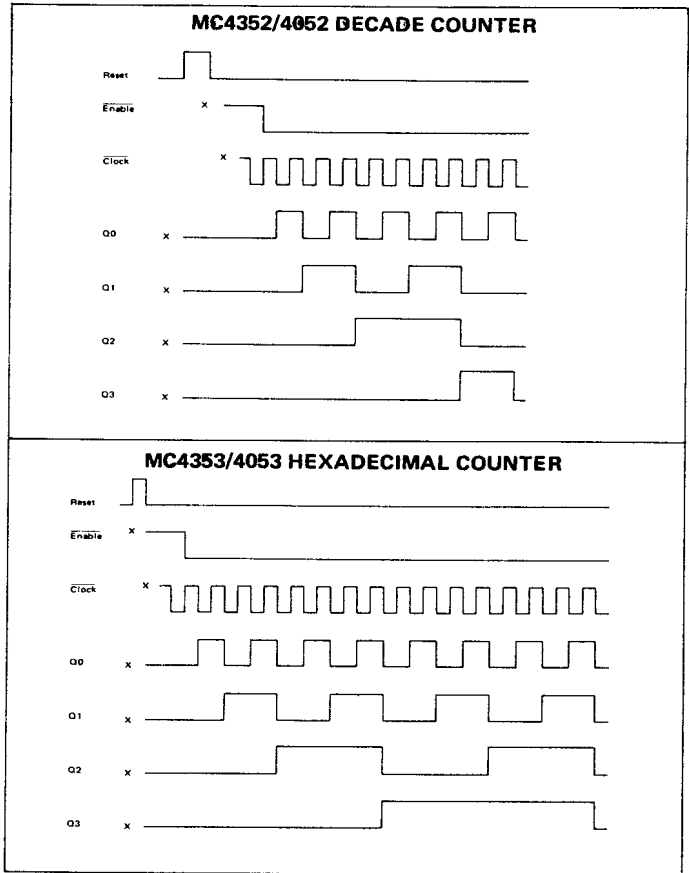 MC4352/4052 DECADE COUNTER
Reset
x
Enable
x
Clock
Q0 x
Q1 x
Q2 x
Q3 x
MC4353/4053 HEXADECIMAL COUNTER
Reset
Enable x
x
Clock
Q0 x
Q1 x
Q2 x
Q3 x